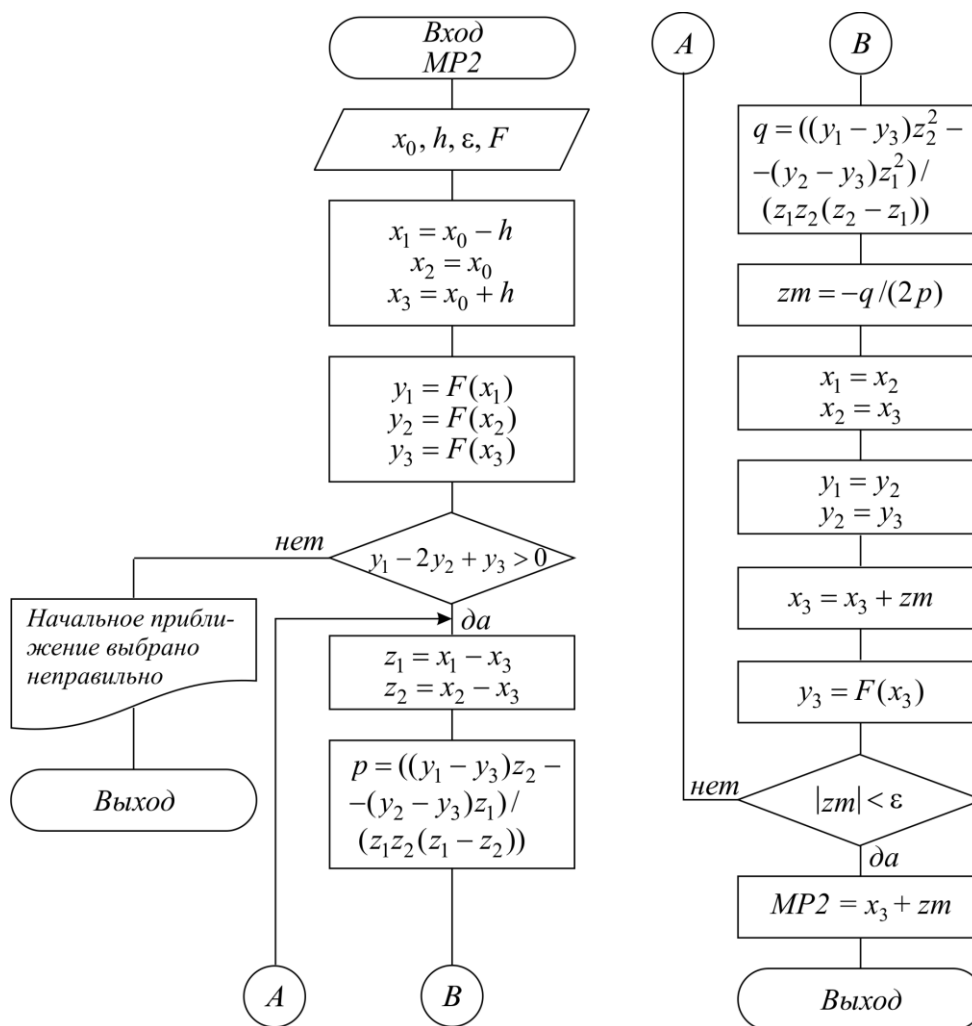 Вход
MP2
x₀, h, ε, F
x₁ = x₀ − h
x₂ = x₀
x₃ = x₀ + h
y₁ = F(x₁)
y₂ = F(x₂)
y₃ = F(x₃)
нет
y₁ − 2y₂ + y₃ > 0
да
Начальное прибли-
жение выбрано
неправильно
Выход
z₁ = x₁ − x₃
z₂ = x₂ − x₃
p = ((y₁ − y₃)z₂ −
−(y₂ − y₃)z₁)/
(z₁z₂(z₁ − z₂))
A
B
A
B
q = ((y₁ − y₃)z₂² −
−(y₂ − y₃)z₁²)/
(z₁z₂(z₂ − z₁))
zm = −q/(2p)
x₁ = x₂
x₂ = x₃
y₁ = y₂
y₂ = y₃
x₃ = x₃ + zm
y₃ = F(x₃)
нет
|zm| < ε
да
MP2 = x₃ + zm
Выход